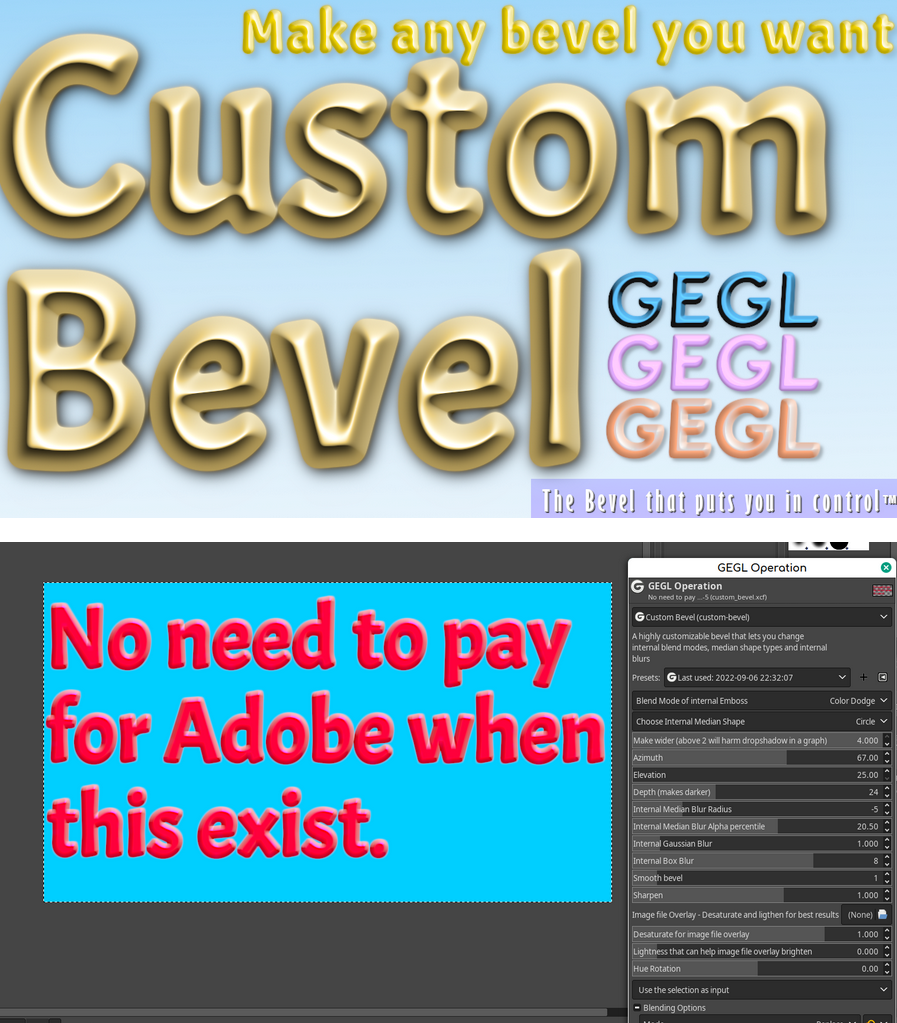 Make any bevel you want
Custom
Bevel
GEGL
GEGL
GEGL
The Bevel that puts you in control™
No need to pay
for Adobe when
this exist.
GEGL Operation
GEGL Operation
No need to pay ...-5 (custom_bevel.xcf)
Custom Bevel (custom-bevel)
A highly customizable bevel that lets you change
internal blend modes, median shape types and internal
blurs
Presets: Last used: 2022-09-06 22:32:07
Blend Mode of internal Emboss Color Dodge
Choose Internal Median Shape Circle
Make wider (above 2 will harm dropshadow in a graph) 4.000
Azimuth 67.00
Elevation 25.00
Depth (makes darker) 24
Internal Median Blur Radius -5
Internal Median Blur Alpha percentile 20.50
Internal Gaussian Blur 1.000
Internal Box Blur 8
Smooth bevel 1
Sharpen 1.000
Image file Overlay - Desaturate and ligthen for best results (None)
Desaturate for image file overlay 1.000
Lightness that can help image file overlay brighten 0.000
Hue Rotation 0.00
Use the selection as input
Blending Options